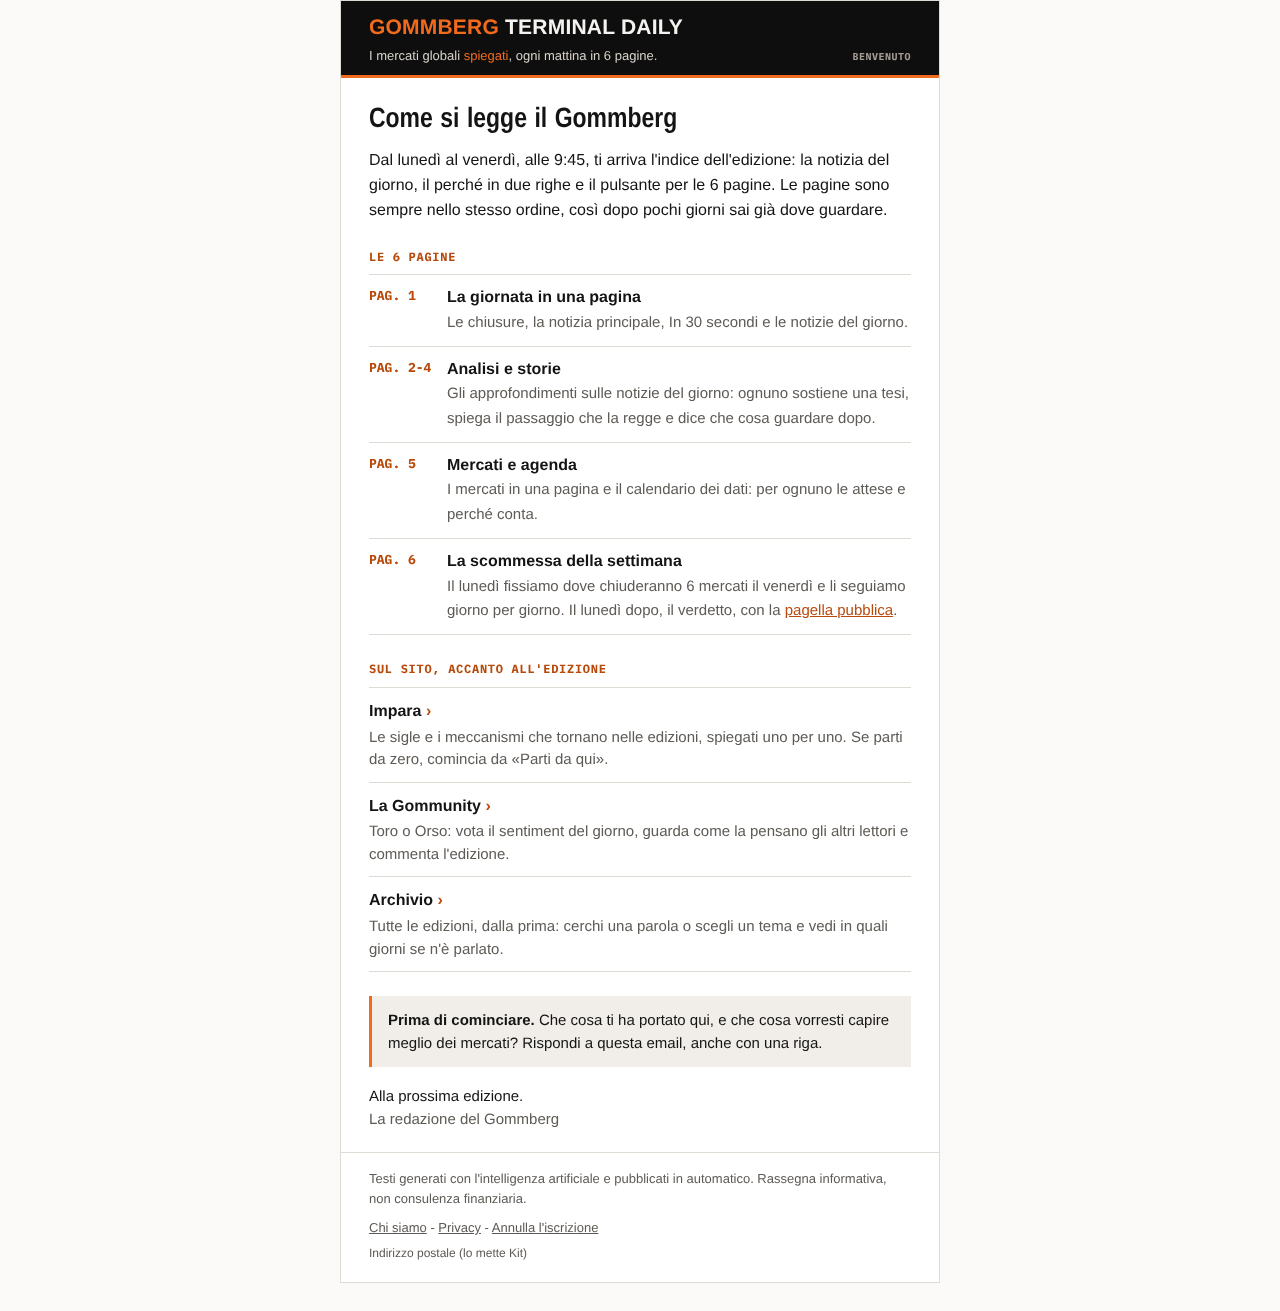 GOMMBERG TERMINAL DAILY
I mercati globali spiegati, ogni mattina in 6 pagine.
BENVENUTO
Come si legge il Gommberg
Dal lunedì al venerdì, alle 9:45, ti arriva l'indice dell'edizione: la notizia del
giorno, il perché in due righe e il pulsante per le 6 pagine. Le pagine sono
sempre nello stesso ordine, così dopo pochi giorni sai già dove guardare.
LE 6 PAGINE
PAG. 1 La giornata in una pagina
Le chiusure, la notizia principale, In 30 secondi e le notizie del giorno.
PAG. 2-4 Analisi e storie
Gli approfondimenti sulle notizie del giorno: ognuno sostiene una tesi,
spiega il passaggio che la regge e dice che cosa guardare dopo.
PAG. 5 Mercati e agenda
I mercati in una pagina e il calendario dei dati: per ognuno le attese e
perché conta.
PAG. 6 La scommessa della settimana
Il lunedì fissiamo dove chiuderanno 6 mercati il venerdì e li seguiamo
giorno per giorno. Il lunedì dopo, il verdetto, con la pagella pubblica.
SUL SITO, ACCANTO ALL'EDIZIONE
Impara ›
Le sigle e i meccanismi che tornano nelle edizioni, spiegati uno per uno. Se parti
da zero, comincia da «Parti da qui».
La Gommunity ›
Toro o Orso: vota il sentiment del giorno, guarda come la pensano gli altri lettori e
commenta l'edizione.
Archivio ›
Tutte le edizioni, dalla prima: cerchi una parola o scegli un tema e vedi in quali
giorni se n'è parlato.
Prima di cominciare. Che cosa ti ha portato qui, e che cosa vorresti capire
meglio dei mercati? Rispondi a questa email, anche con una riga.
Alla prossima edizione.
La redazione del Gommberg
Testi generati con l'intelligenza artificiale e pubblicati in automatico. Rassegna informativa,
non consulenza finanziaria.
Chi siamo - Privacy - Annulla l'iscrizione
Indirizzo postale (lo mette Kit)